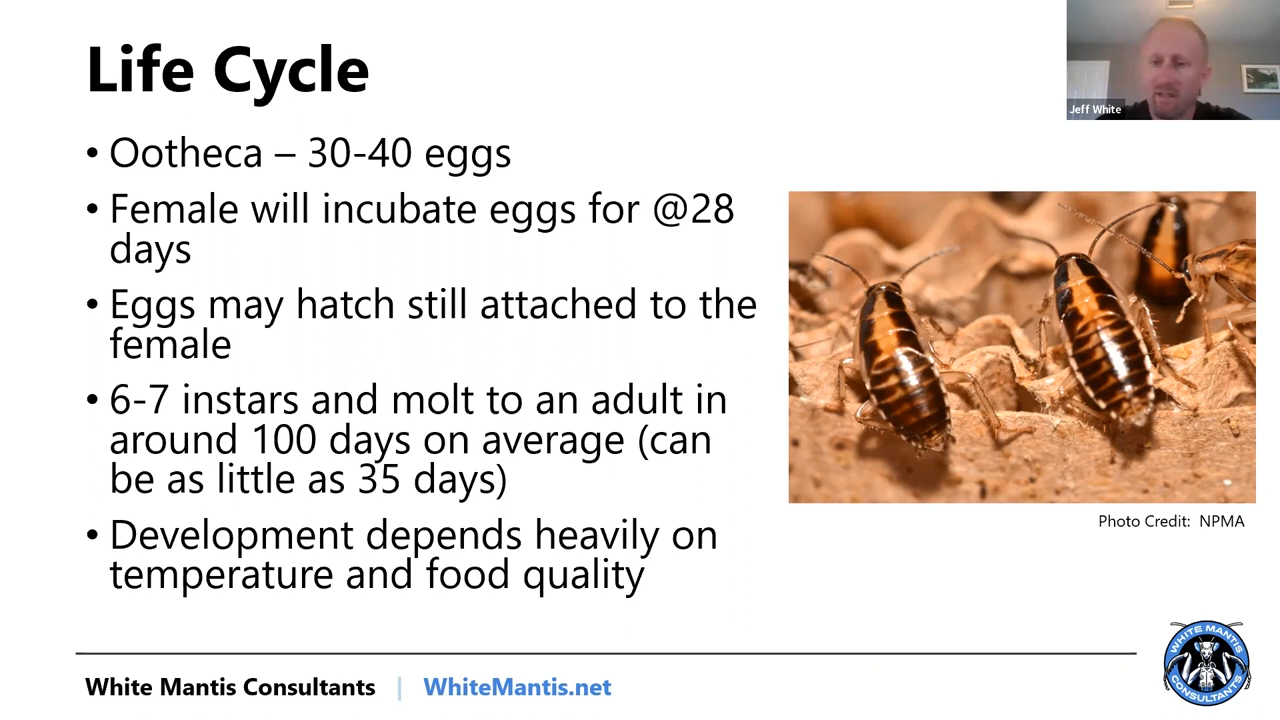 Life Cycle
Jeff White
• Ootheca – 30-40 eggs
• Female will incubate eggs for @28
days
• Eggs may hatch still attached to the
female
• 6-7 instars and molt to an adult in
around 100 days on average (can
be as little as 35 days)
• Development depends heavily on
temperature and food quality
Photo Credit: NPMA
White Mantis Consultants | WhiteMantis.net
WHITE MANTIS
CONSULTANTS